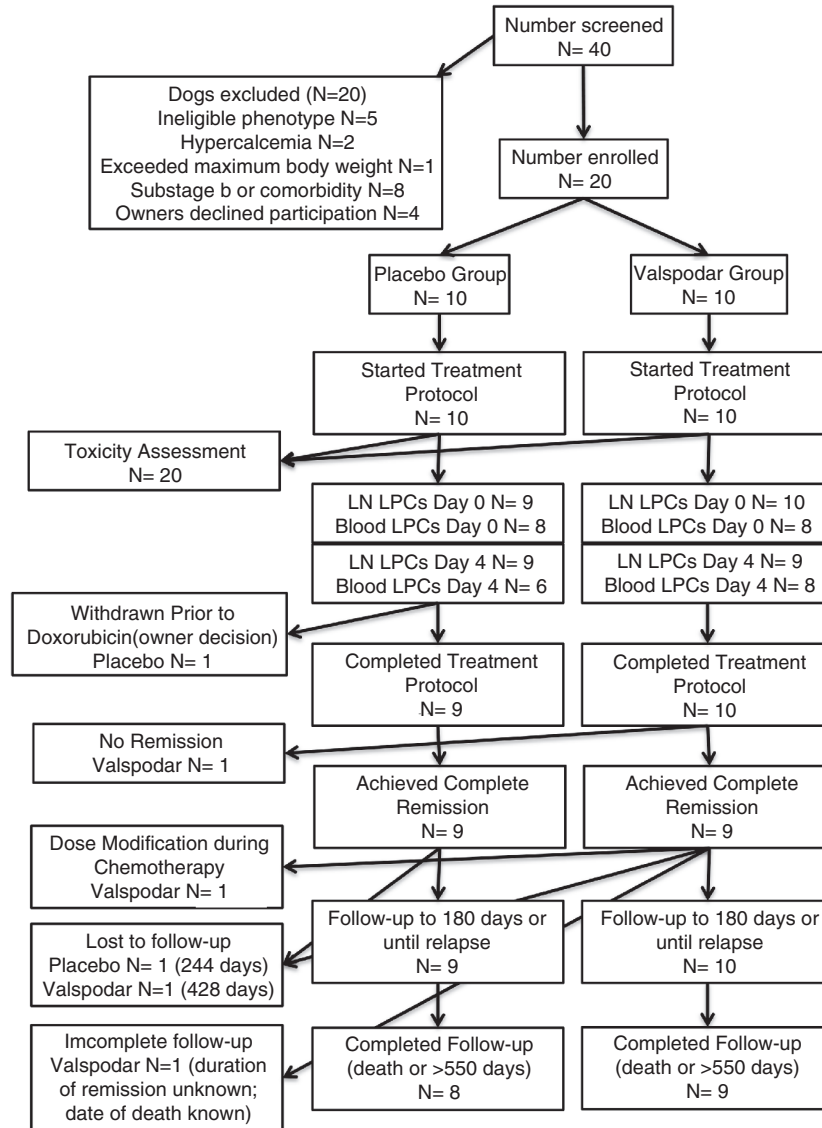 Number screened
N= 40
Dogs excluded (N=20)
Ineligible phenotype N=5
Hypercalcemia N=2
Exceeded maximum body weight N=1
Substage b or comorbidity N=8
Owners declined participation N=4
Number enrolled
N= 20
Placebo Group
N= 10
Valspodar Group
N= 10
Started Treatment
Protocol
N= 10
Started Treatment
Protocol
N= 10
Toxicity Assessment
N= 20
LN LPCs Day 0 N= 9
Blood LPCs Day 0 N= 8
LN LPCs Day 0 N= 10
Blood LPCs Day 0 N= 8
LN LPCs Day 4 N= 9
Blood LPCs Day 4 N= 6
LN LPCs Day 4 N= 9
Blood LPCs Day 4 N= 8
Withdrawn Prior to
Doxorubicin(owner decision)
Placebo N= 1
Completed Treatment
Protocol
N= 9
Completed Treatment
Protocol
N= 10
No Remission
Valspodar N= 1
Achieved Complete
Remission
N= 9
Achieved Complete
Remission
N= 9
Dose Modification during
Chemotherapy
Valspodar N= 1
Lost to follow-up
Placebo N= 1 (244 days)
Valspodar N=1 (428 days)
Follow-up to 180 days or
until relapse
N= 9
Follow-up to 180 days or
until relapse
N= 10
Imcomplete follow-up
Valspodar N=1 (duration
of remission unknown;
date of death known)
Completed Follow-up
(death or >550 days)
N= 8
Completed Follow-up
(death or >550 days)
N= 9